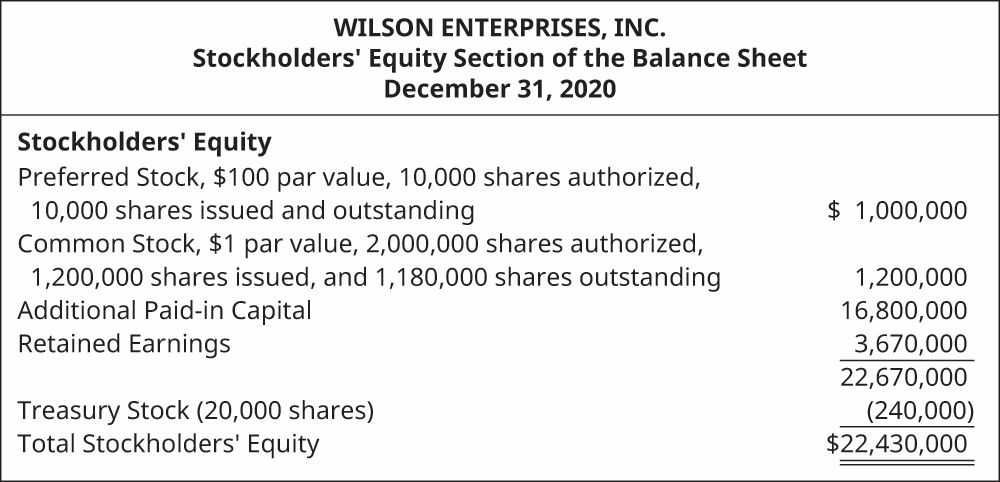 WILSON ENTERPRISES, INC.
Stockholders' Equity Section of the Balance Sheet
December 31, 2020
Stockholders' Equity
Preferred Stock, $100 par value, 10,000 shares authorized,
10,000 shares issued and outstanding $ 1,000,000
Common Stock, $1 par value, 2,000,000 shares authorized,
1,200,000 shares issued, and 1,180,000 shares outstanding 1,200,000
Additional Paid-in Capital 16,800,000
Retained Earnings 3,670,000
22,670,000
Treasury Stock (20,000 shares) (240,000)
Total Stockholders' Equity $22,430,000